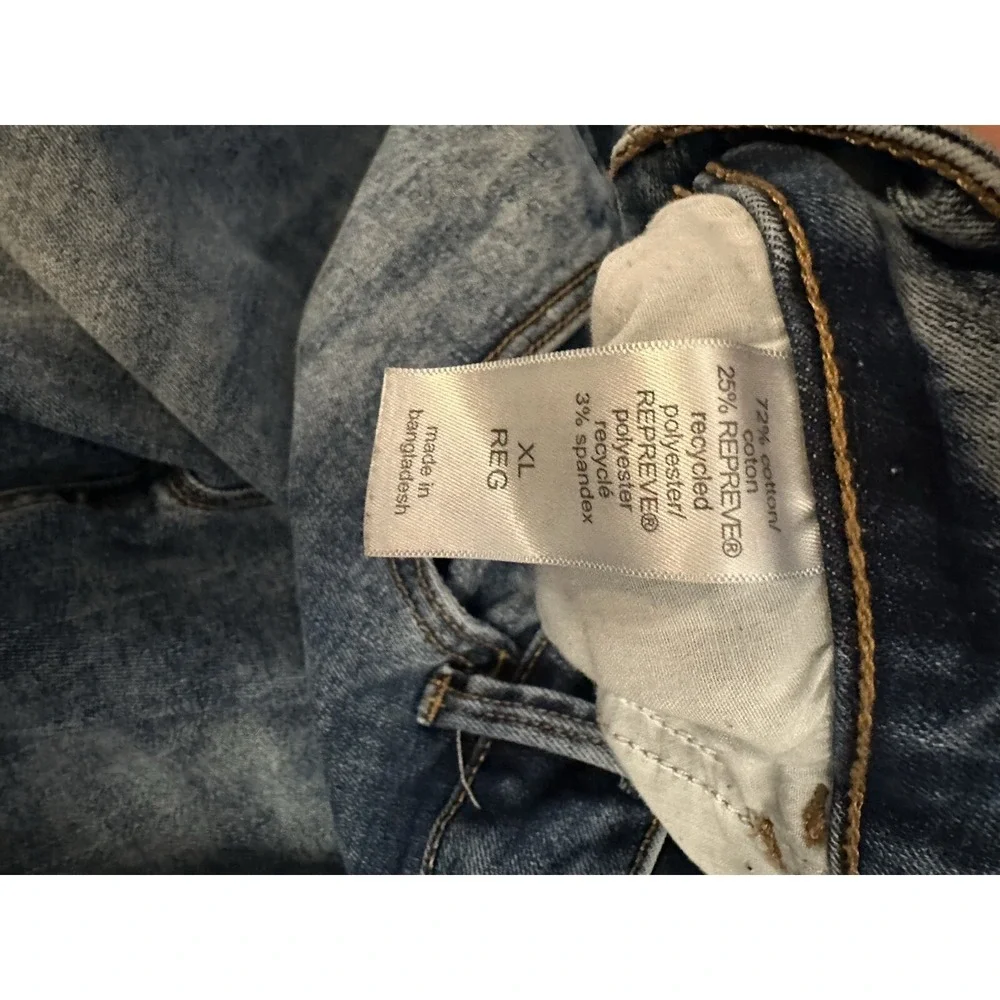 72% cotton/
coton
25% REPREVE®
recycled
polyester/
REPREVE®
polyester
recyclé
3% spandex
XL
REG
made in
bangladesh